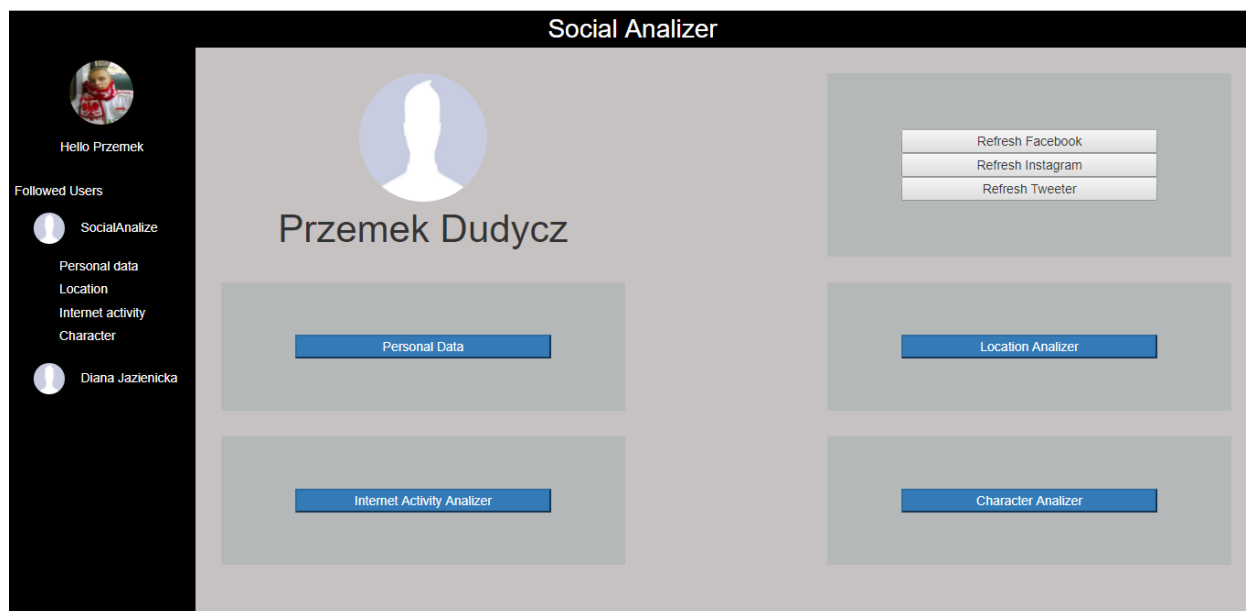 Social Analizer
Hello Przemek
Followed Users
SocialAnalize
Personal data
Location
Internet activity
Character
Diana Jazienicka
Przemek Dudycz
Refresh Facebook
Refresh Instagram
Refresh Tweeter
Personal Data
Location Analizer
Internet Activity Analizer
Character Analizer